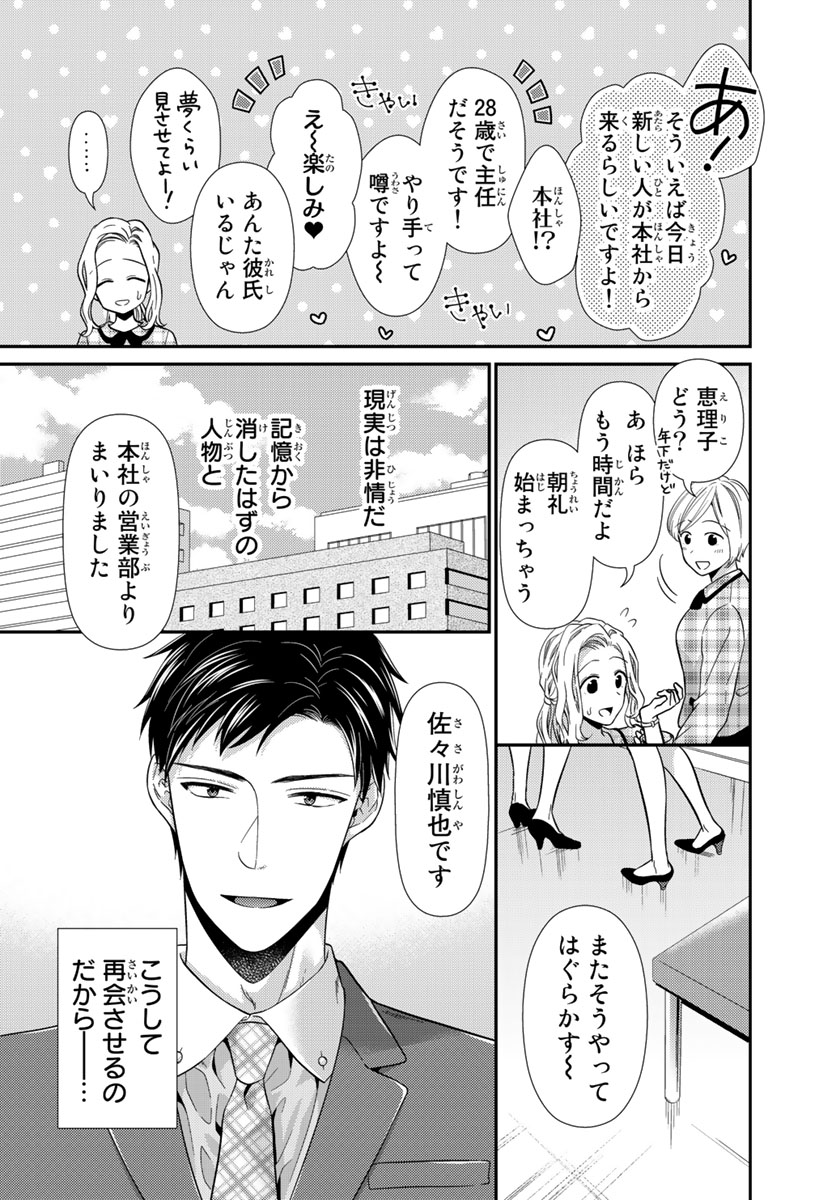 あ!
そういえば今日
新しい人が本社から
来るらしいですよ!
本社!?
28歳で主任
だそうです!
やり手って
噂ですよ〜
きゃいっ
きゃいっ
え〜楽しみ♥
あんた彼氏
いるじゃん
夢くらい
見させてよー!
……
恵理子
どう?
年下だけど
あ ほら
もう時間だよ
朝礼
始まっちゃう
またそうやって
はぐらかす〜
現実は非情だ
記憶から
消したはずの
人物と
本社の営業部より
まいりました
佐々川慎也です
こうして
再会させるの
だから――…